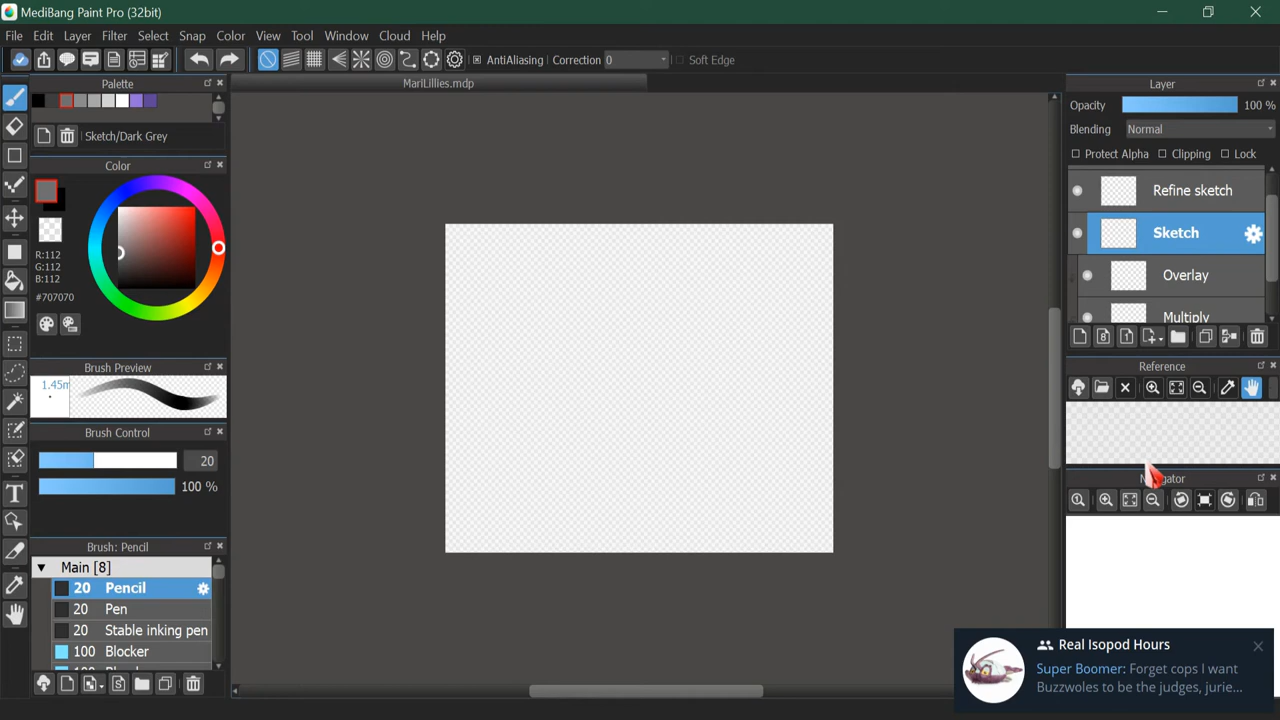 MediBang Paint Pro (32bit)
File Edit Layer Filter Select Snap Color View Tool Window Cloud Help
AntiAliasing Correction 0 Soft Edge
Palette
Sketch/Dark Grey
Color
R:112
G:112
B:112
#707070
Brush Preview
1.45m
Brush Control
20
100 %
Brush: Pencil
Main [8]
20 Pencil
20 Pen
20 Stable inking pen
100 Blocker
MariLillies.mdp
Layer
Opacity 100 %
Blending Normal
Protect Alpha Clipping Lock
Refine sketch
Sketch
Overlay
Multiply
Reference
Navigator
Real Isopod Hours
Super Boomer: Forget cops I want
Buzzwoles to be the judges, jurie...